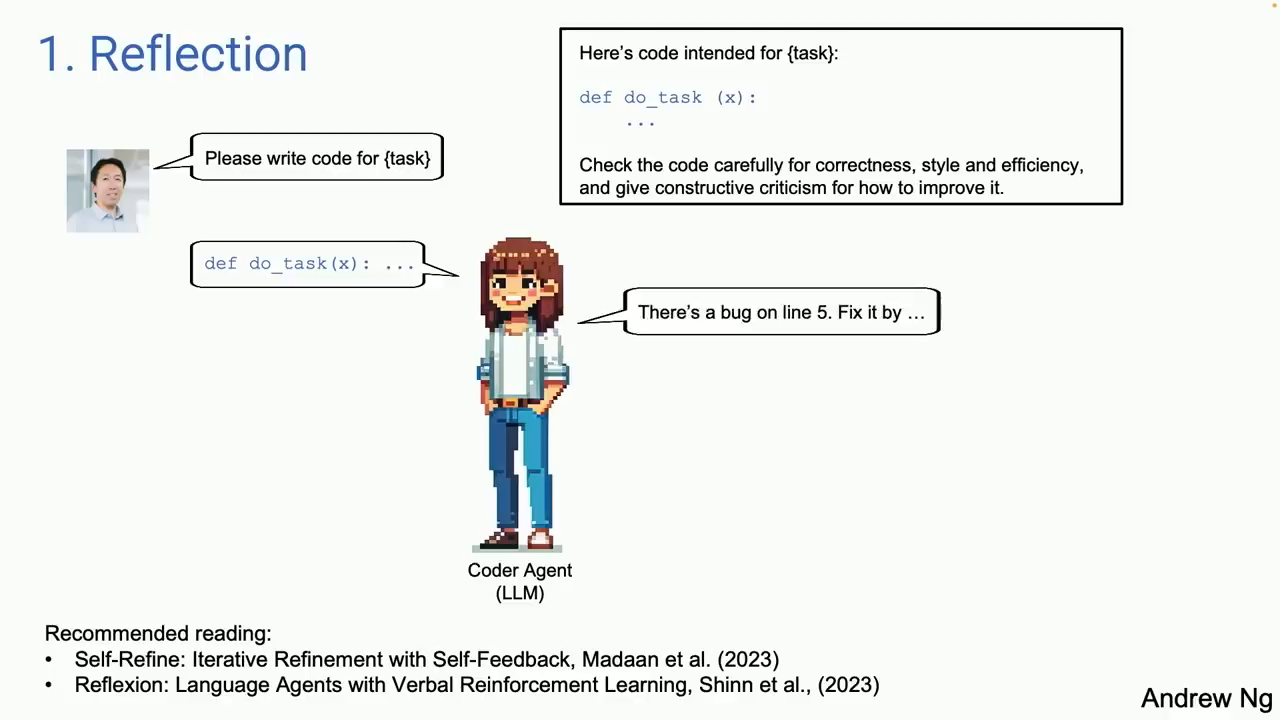 1. Reflection
Here's code intended for {task}:
def do_task (x):
...
Check the code carefully for correctness, style and efficiency,
and give constructive criticism for how to improve it.
Please write code for {task}
def do_task(x): ...
There's a bug on line 5. Fix it by …
Coder Agent
(LLM)
Recommended reading:
• Self-Refine: Iterative Refinement with Self-Feedback, Madaan et al. (2023)
• Reflexion: Language Agents with Verbal Reinforcement Learning, Shinn et al., (2023)
Andrew Ng